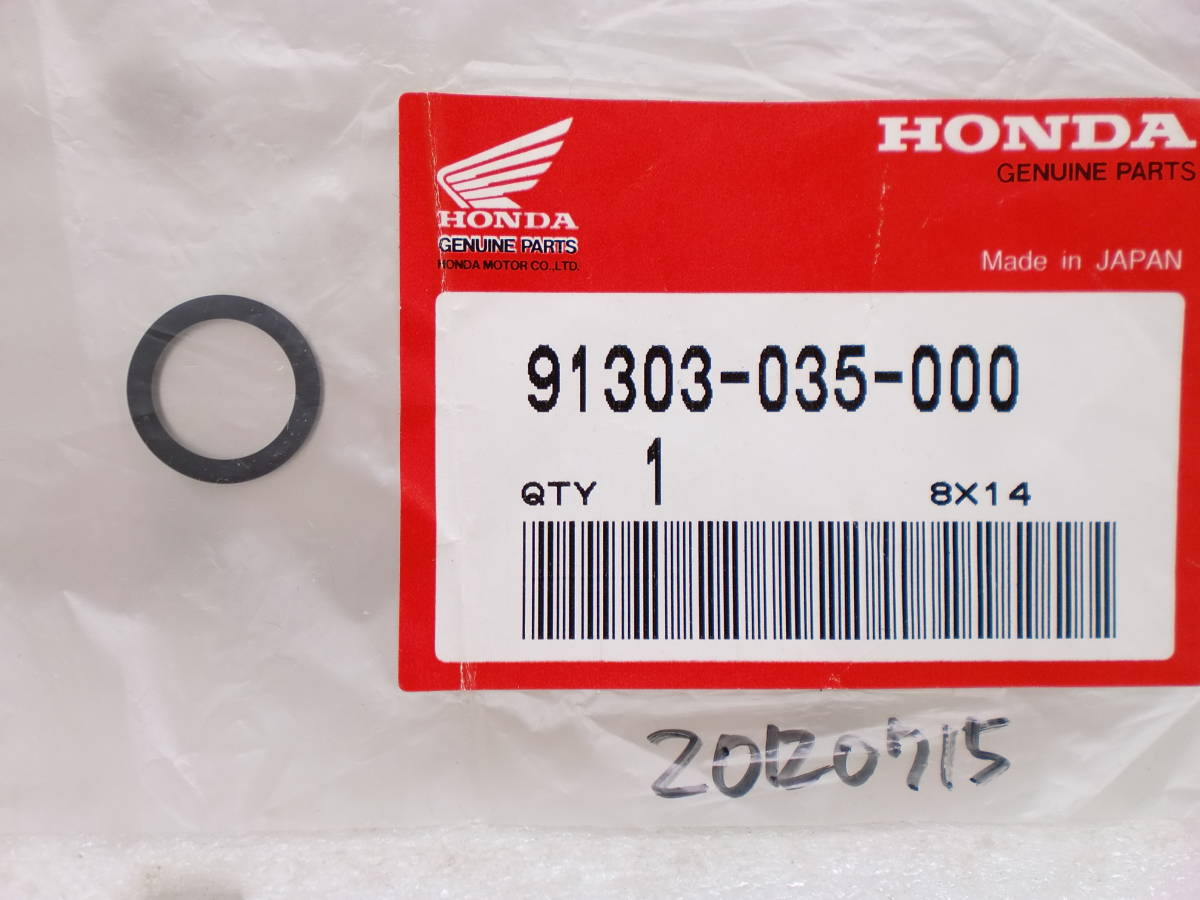 HONDA
GENUINE PARTS
HONDA
GENUINE PARTS
HONDA MOTOR CO.,LTD.
Made in JAPAN
91303-035-000
QTY 1 8X14
20120715